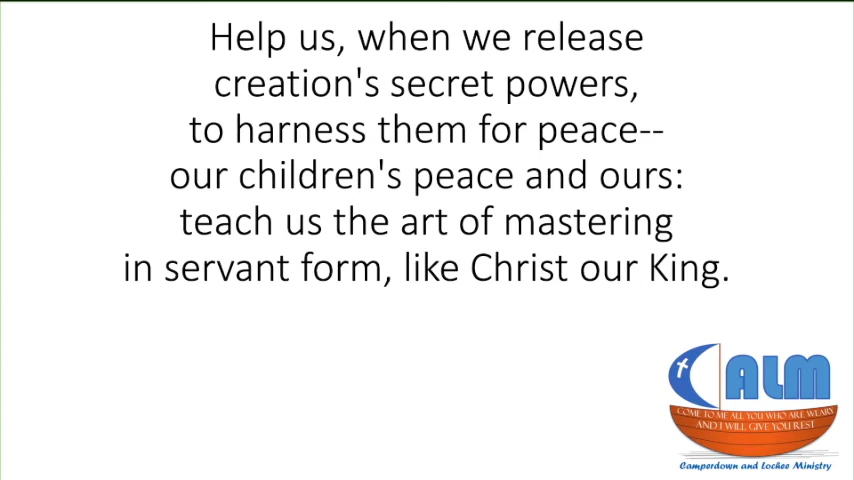 Help us, when we release
creation's secret powers,
to harness them for peace--
our children's peace and ours:
teach us the art of mastering
in servant form, like Christ our King.
CALM
COME TO ME ALL YOU WHO ARE WEARY
AND I WILL GIVE YOU REST
Camperdown and Lochee Ministry